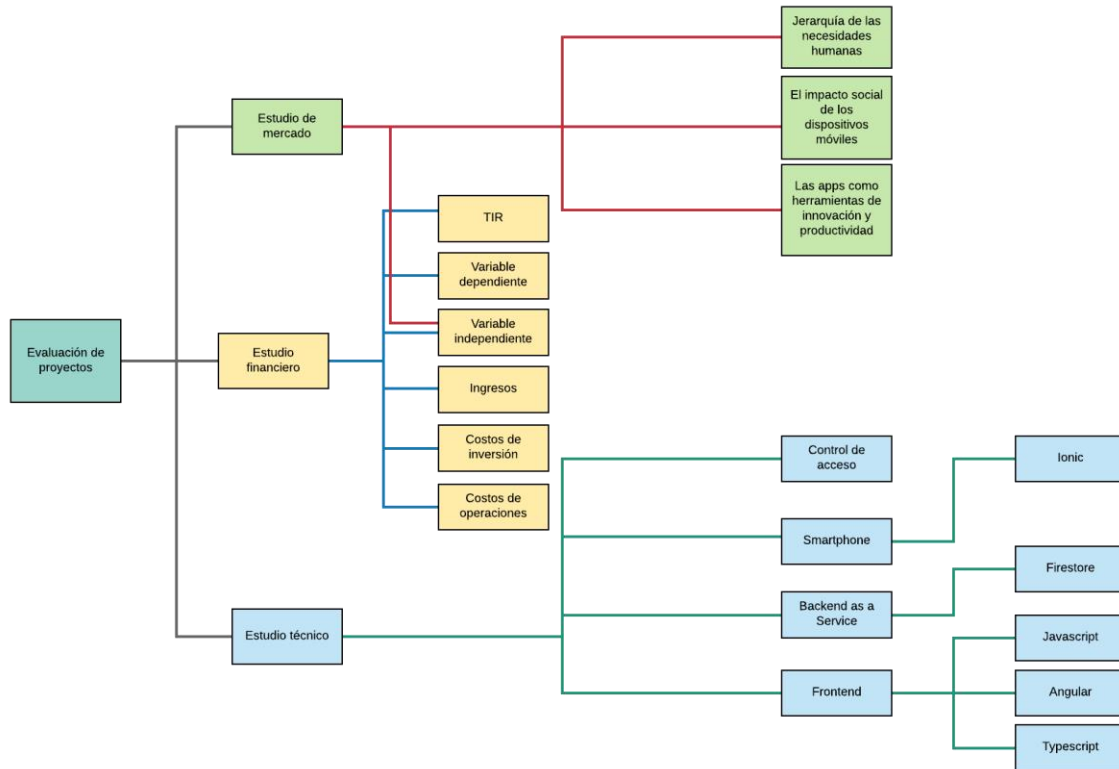 Jerarquía de las
necesidades
humanas
El impacto social
de los
dispositivos
móviles
Estudio de
mercado
Las apps como
herramientas de
innovación y
productividad
TIR
Variable
dependiente
Variable
independiente
Evaluación de
proyectos
Estudio
financiero
Ingresos
Costos de
inversión
Control de
acceso
Ionic
Costos de
operaciones
Smartphone
Firestore
Backend as a
Service
Estudio técnico
Javascript
Frontend
Angular
Typescript